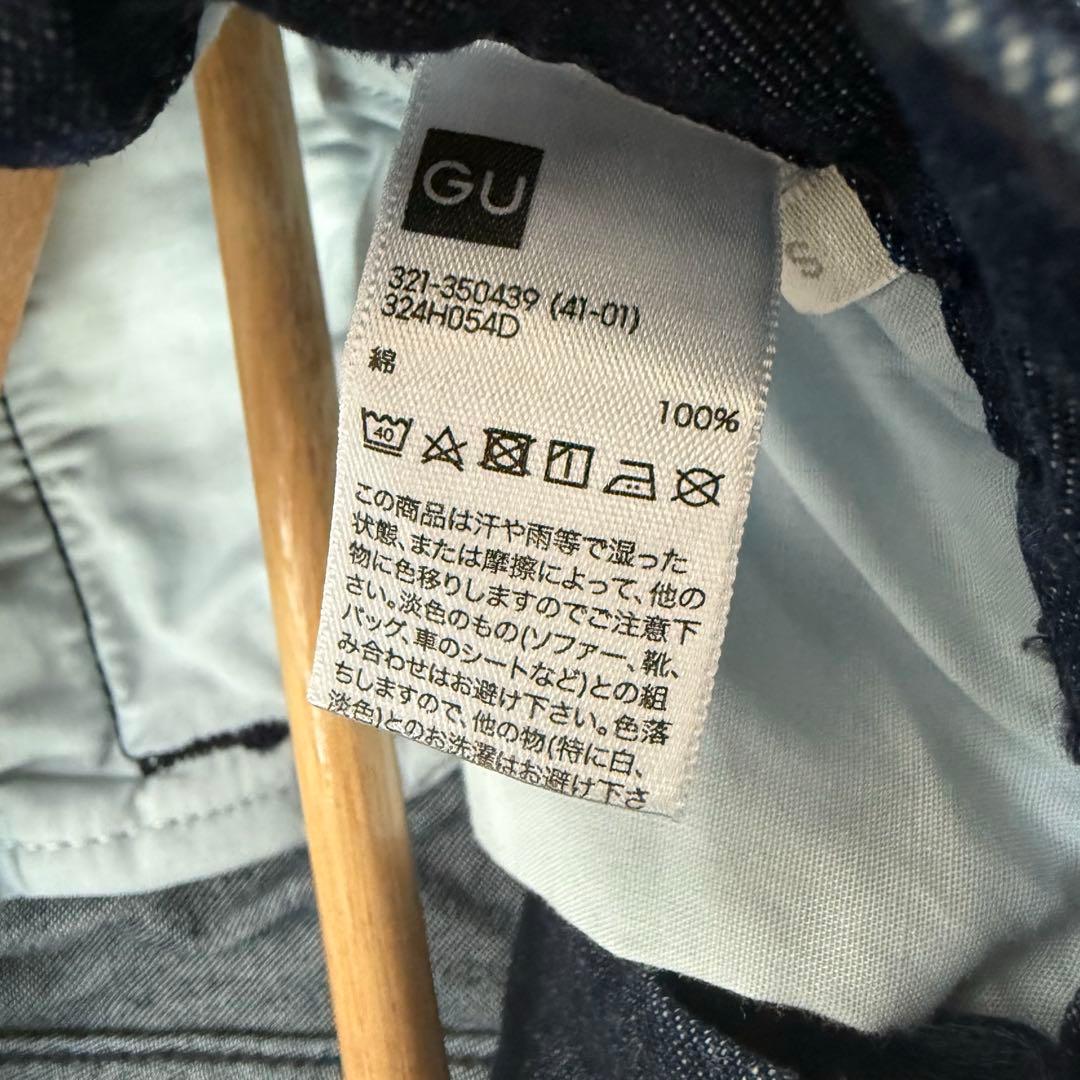 GU
S
321-350439 (41-01)
324H054D
綿
100%
40
この商品は汗や雨等で湿った
状態、または摩擦によって、他の
物に色移りしますのでご注意下
さい。淡色のもの(ソファー、靴、
バッグ、車のシートなど)との組
み合わせはお避け下さい。色落
ちしますので、他の物(特に白、
淡色)とのお洗濯はお避け下さ